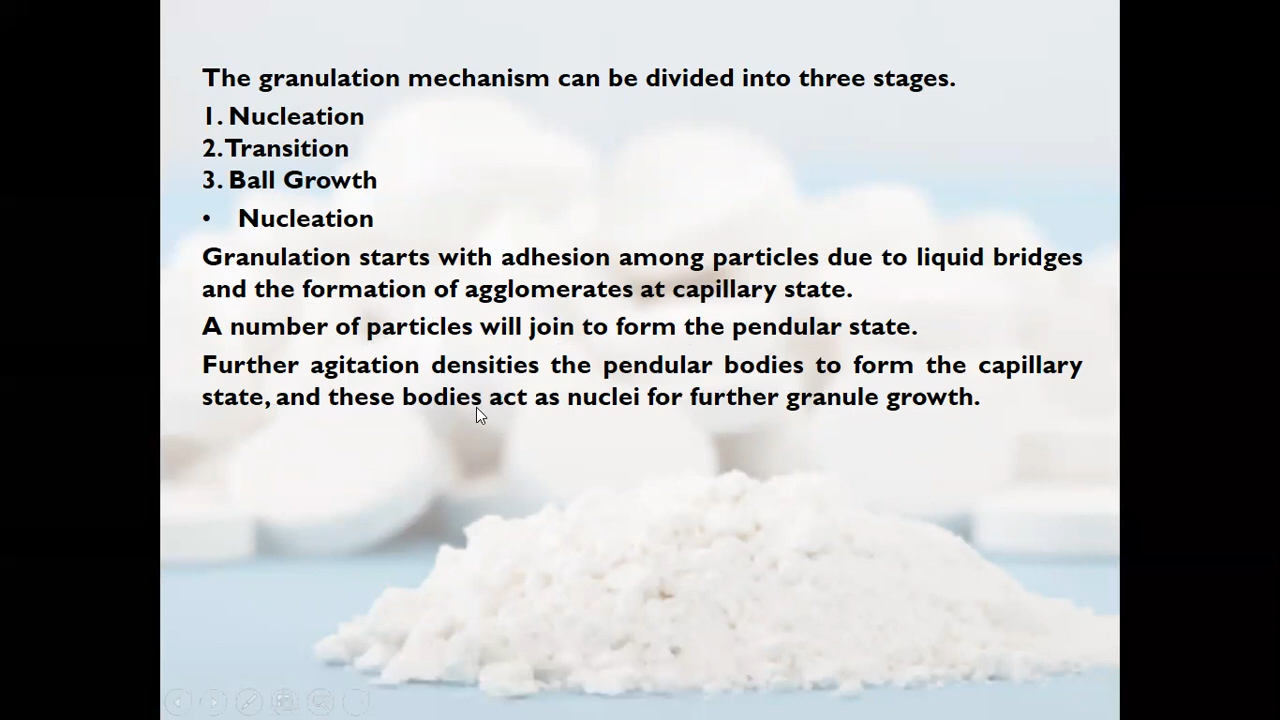 The granulation mechanism can be divided into three stages.
1. Nucleation
2. Transition
3. Ball Growth
• Nucleation
Granulation starts with adhesion among particles due to liquid bridges
and the formation of agglomerates at capillary state.
A number of particles will join to form the pendular state.
Further agitation densities the pendular bodies to form the capillary
state, and these bodies act as nuclei for further granule growth.